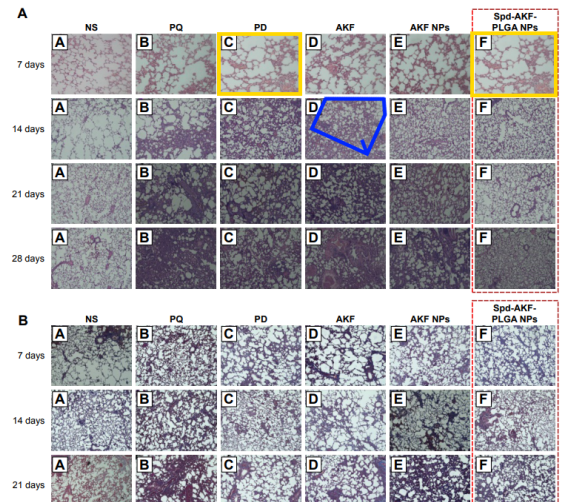 A
NS PQ PD AKF AKF NPs Spd-AKF-
PLGA NPs
7 days A B C D E F
14 days A B C D E F
21 days A B C D E F
28 days A B C D E F
B
NS PQ PD AKF AKF NPs Spd-AKF-
PLGA NPs
7 days A B C D E F
14 days A B C D E F
21 days A B C D E F